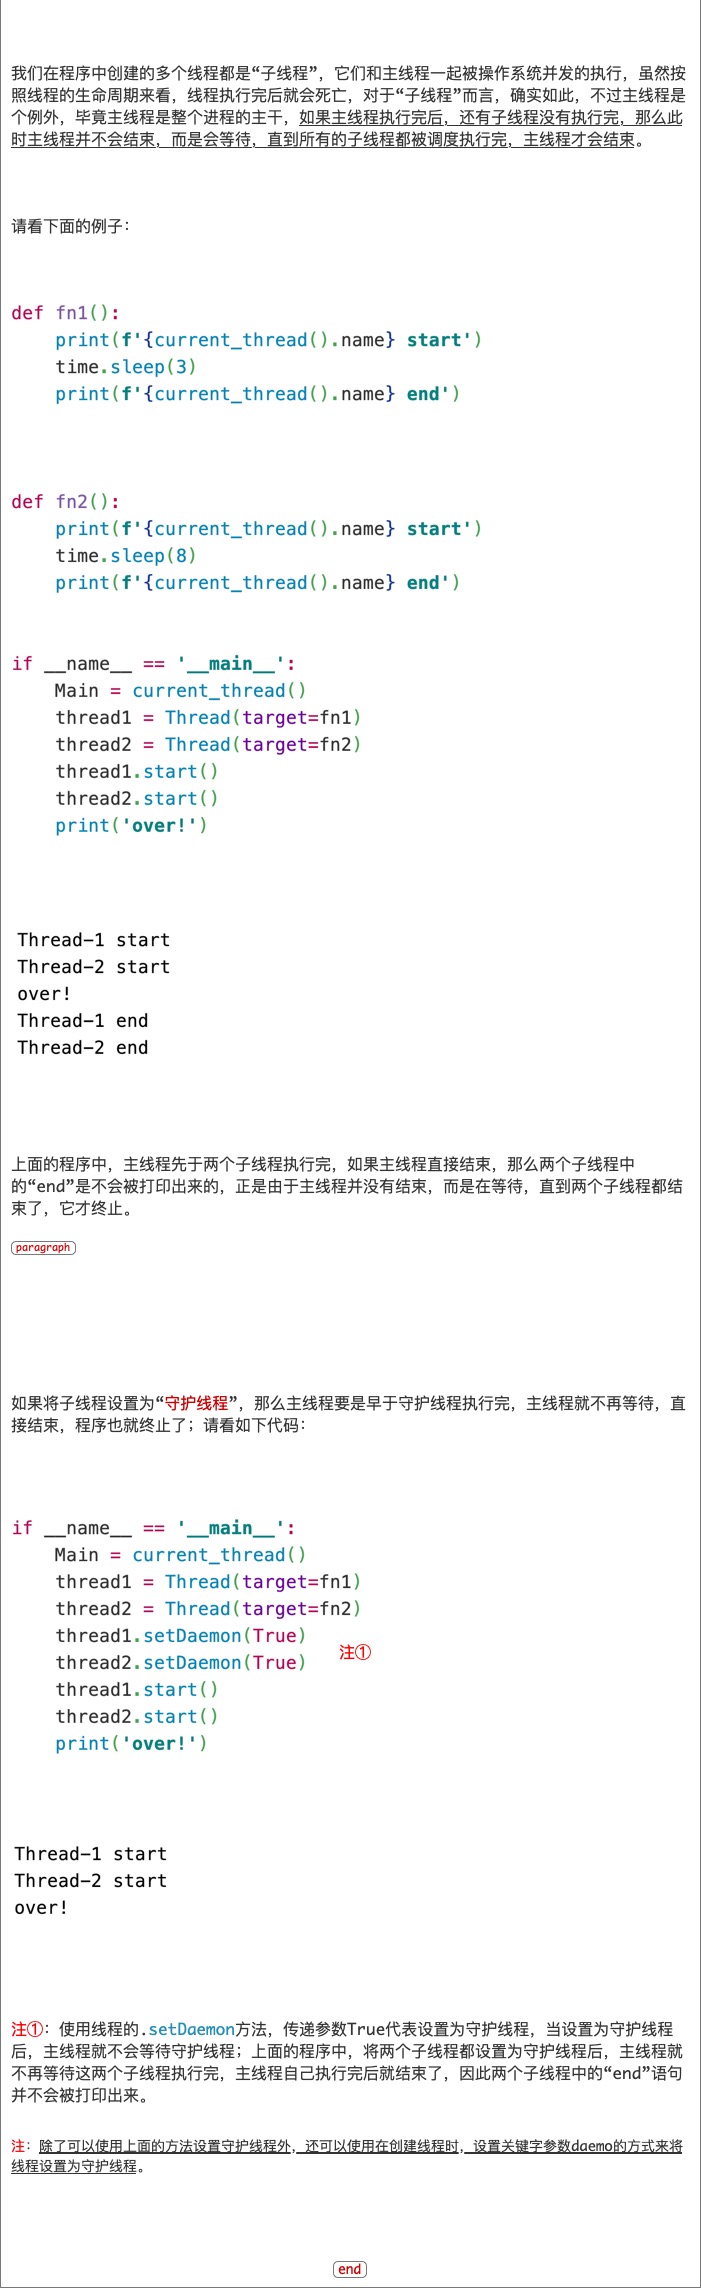 我们在程序中创建的多个线程都是“子线程”，它们和主线程一起被操作系统并发的执行，虽然按
照线程的生命周期来看，线程执行完后就会死亡，对于“子线程”而言，确实如此，不过主线程是
个例外，毕竟主线程是整个进程的主干，如果主线程执行完后，还有子线程没有执行完，那么此
时主线程并不会结束，而是会等待，直到所有的子线程都被调度执行完，主线程才会结束。
请看下面的例子：
def fn1():
    print(f'{current_thread().name} start')
    time.sleep(3)
    print(f'{current_thread().name} end')
def fn2():
    print(f'{current_thread().name} start')
    time.sleep(8)
    print(f'{current_thread().name} end')
if __name__ == '__main__':
    Main = current_thread()
    thread1 = Thread(target=fn1)
    thread2 = Thread(target=fn2)
    thread1.start()
    thread2.start()
    print('over!')
Thread-1 start
Thread-2 start
over!
Thread-1 end
Thread-2 end
上面的程序中，主线程先于两个子线程执行完，如果主线程直接结束，那么两个子线程中
的“end”是不会被打印出来的，正是由于主线程并没有结束，而是在等待，直到两个子线程都结
束了，它才终止。
paragraph
如果将子线程设置为“守护线程”，那么主线程要是早于守护线程执行完，主线程就不再等待，直
接结束，程序也就终止了；请看如下代码：
if __name__ == '__main__':
    Main = current_thread()
    thread1 = Thread(target=fn1)
    thread2 = Thread(target=fn2)
    thread1.setDaemon(True)
注①
    thread2.setDaemon(True)
    thread1.start()
    thread2.start()
    print('over!')
Thread-1 start
Thread-2 start
over!
注①：使用线程的.setDaemon方法，传递参数True代表设置为守护线程，当设置为守护线程
后，主线程就不会等待守护线程；上面的程序中，将两个子线程都设置为守护线程后，主线程就
不再等待这两个子线程执行完，主线程自己执行完后就结束了，因此两个子线程中的“end”语句
并不会被打印出来。
注：除了可以使用上面的方法设置守护线程外，还可以使用在创建线程时，设置关键字参数daemo的方式来将
线程设置为守护线程。
end